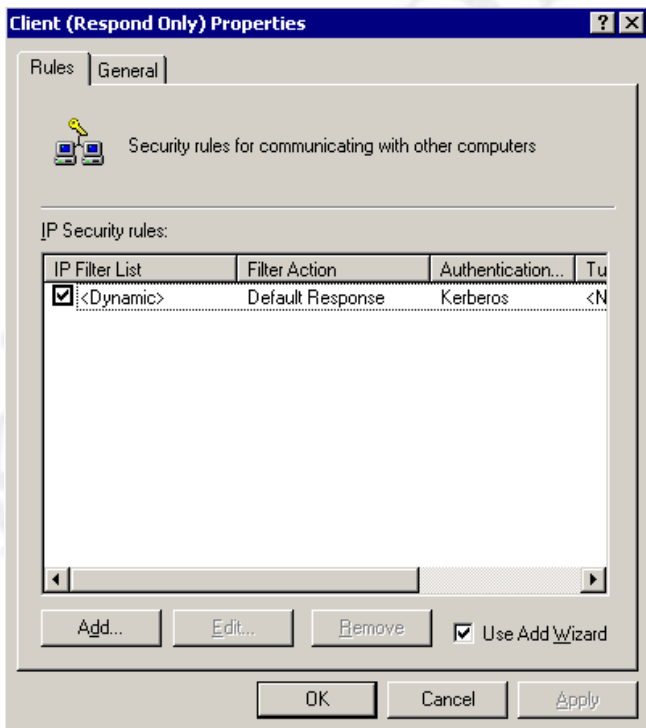 Client (Respond Only) Properties
Rules
General
Security rules for communicating with other computers
IP Security rules:
IP Filter List Filter Action Authentication... Tu
<Dynamic> Default Response Kerberos <N
Add... Edit... Remove Use Add Wizard
OK Cancel Apply